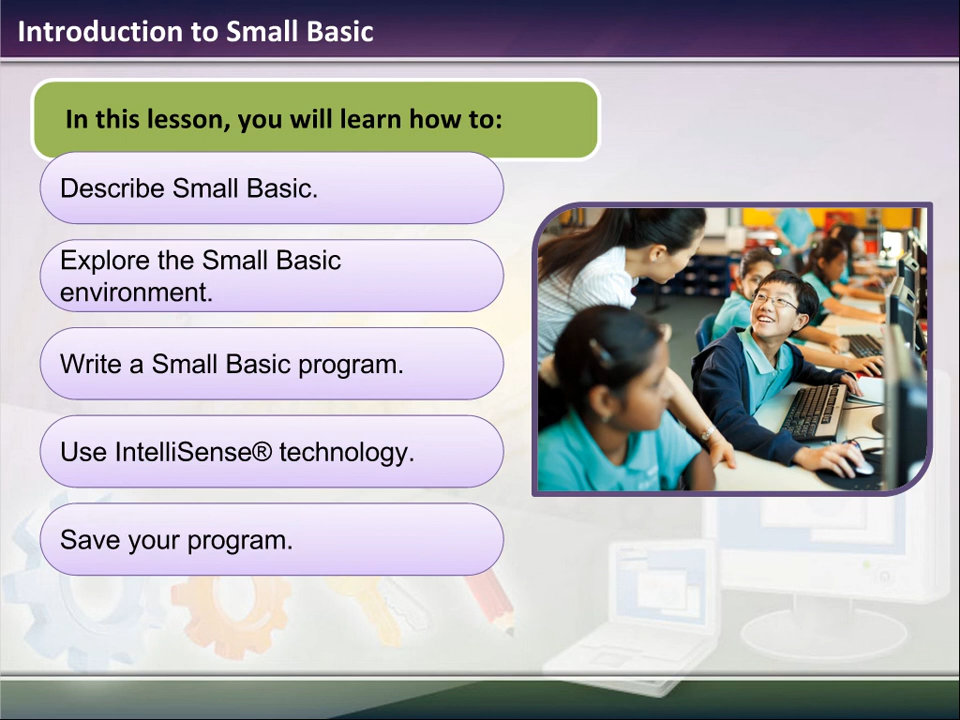 Introduction to Small Basic
In this lesson, you will learn how to:
Describe Small Basic.
Explore the Small Basic
environment.
Write a Small Basic program.
Use IntelliSense® technology.
Save your program.